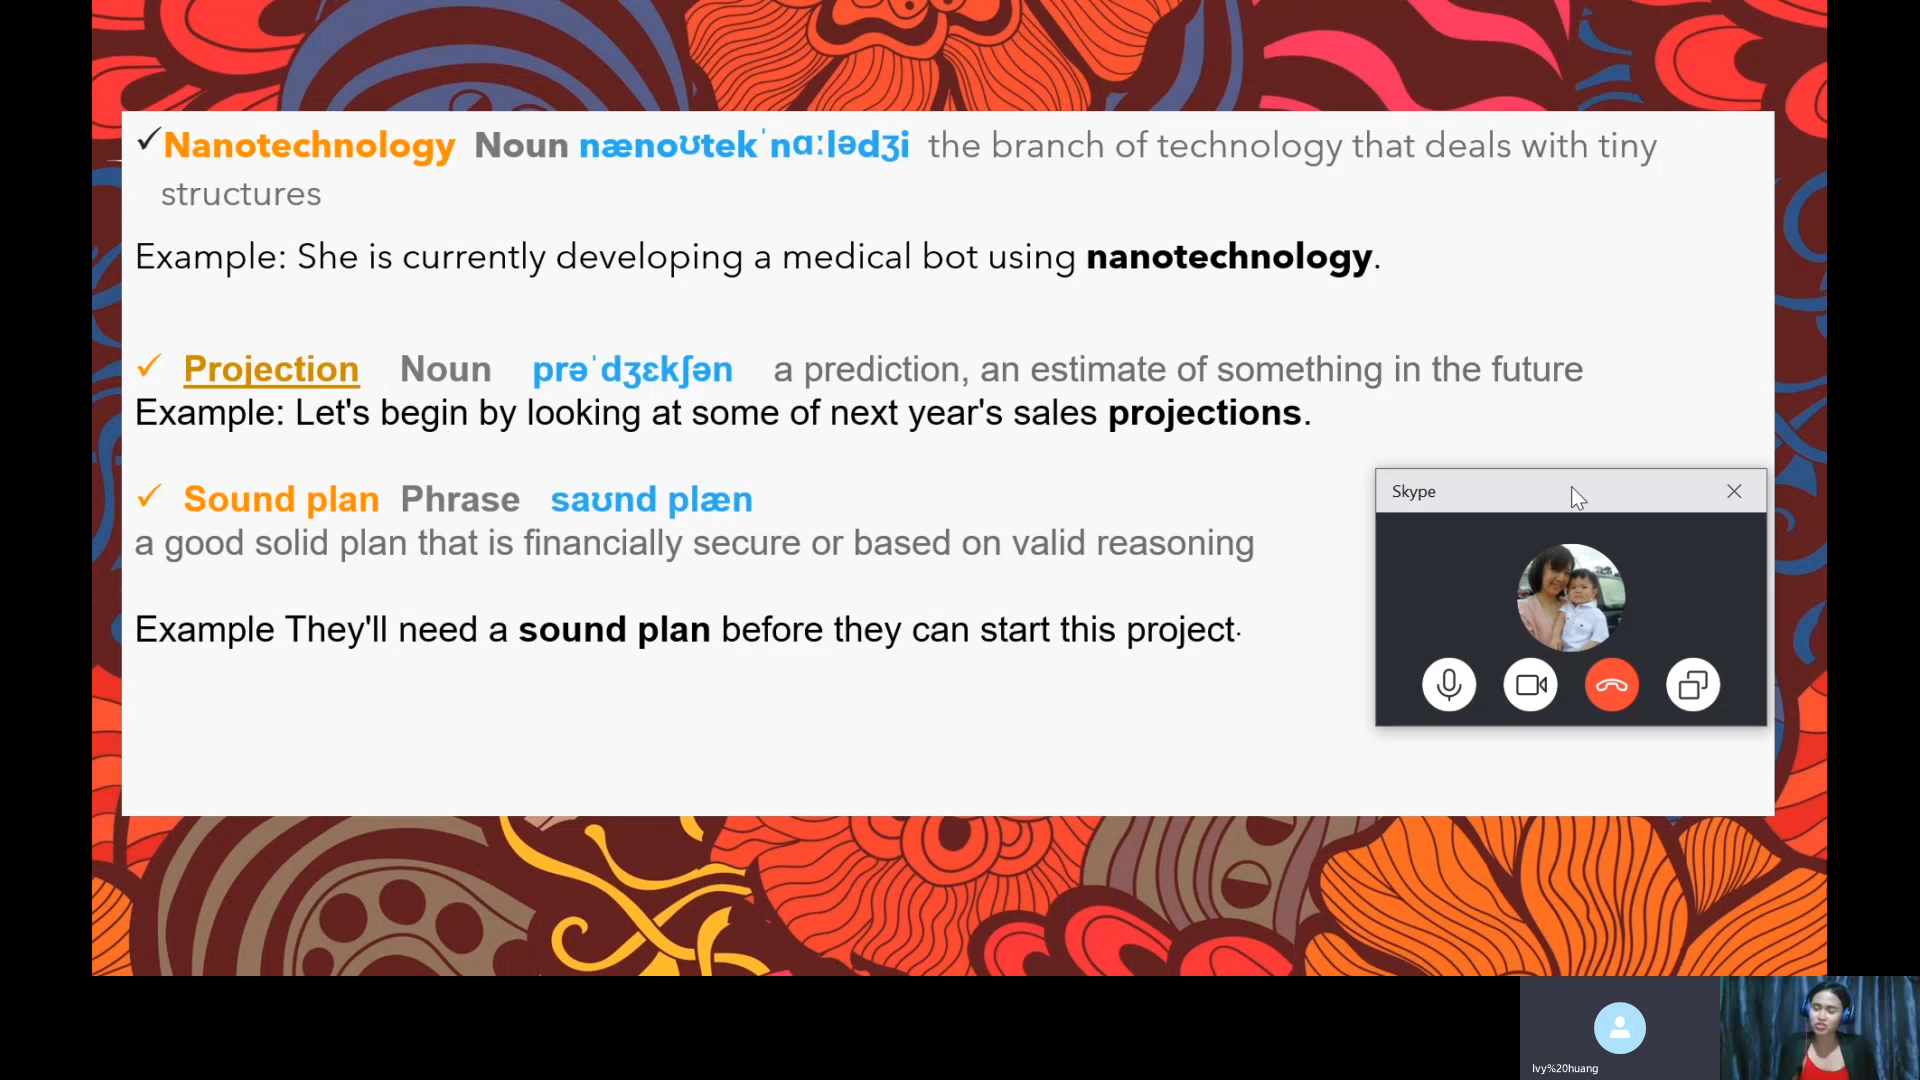 ✓Nanotechnology Noun nænoʊtekˈnɑːlədʒi the branch of technology that deals with tiny
structures
Example: She is currently developing a medical bot using nanotechnology.
✓ Projection Noun prəˈdʒɛkʃən a prediction, an estimate of something in the future
Example: Let's begin by looking at some of next year's sales projections.
✓ Sound plan Phrase saʊnd plæn
a good solid plan that is financially secure or based on valid reasoning
Example They'll need a sound plan before they can start this project.
Skype
Ivy%20huang